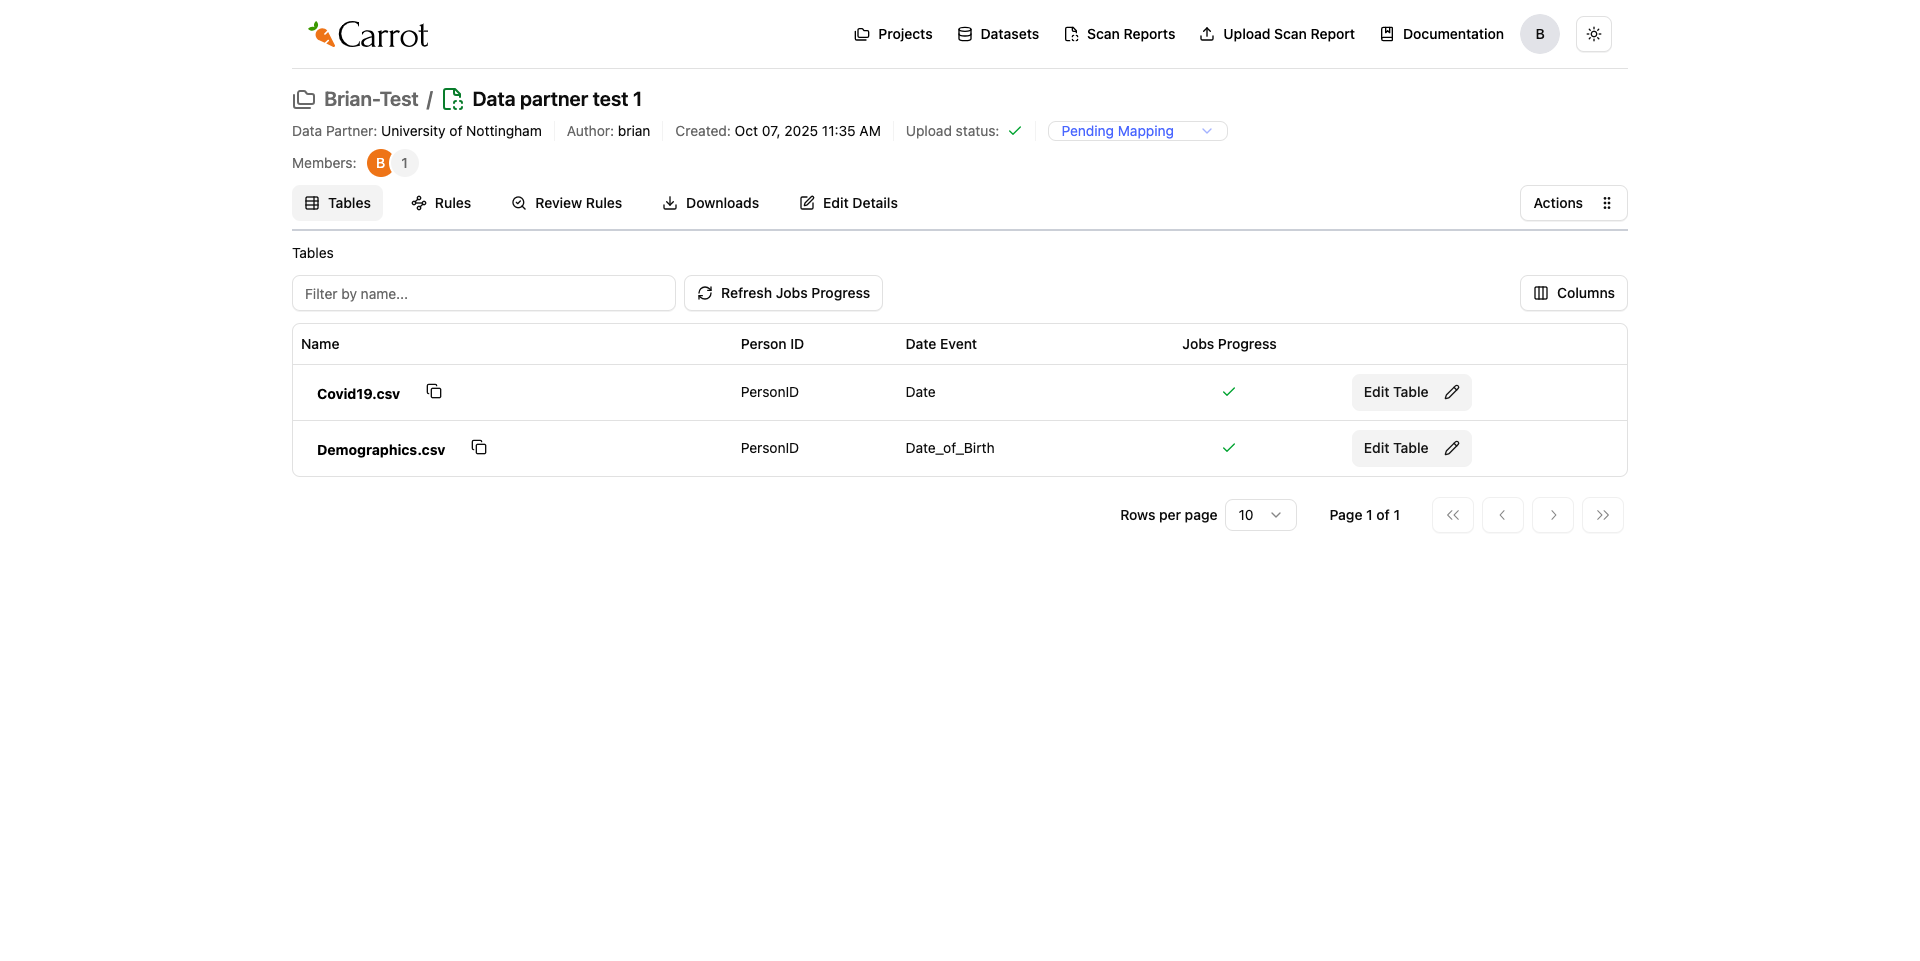 Carrot
Projects Datasets Scan Reports Upload Scan Report Documentation B
Brian-Test / Data partner test 1
Data Partner: University of Nottingham Author: brian Created: Oct 07, 2025 11:35 AM Upload status: Pending Mapping
Members: B 1
Tables Rules Review Rules Downloads Edit Details Actions
Tables
Filter by name... Refresh Jobs Progress Columns
Name Person ID Date Event Jobs Progress
Covid19.csv PersonID Date Edit Table
Demographics.csv PersonID Date_of_Birth Edit Table
Rows per page 10 Page 1 of 1